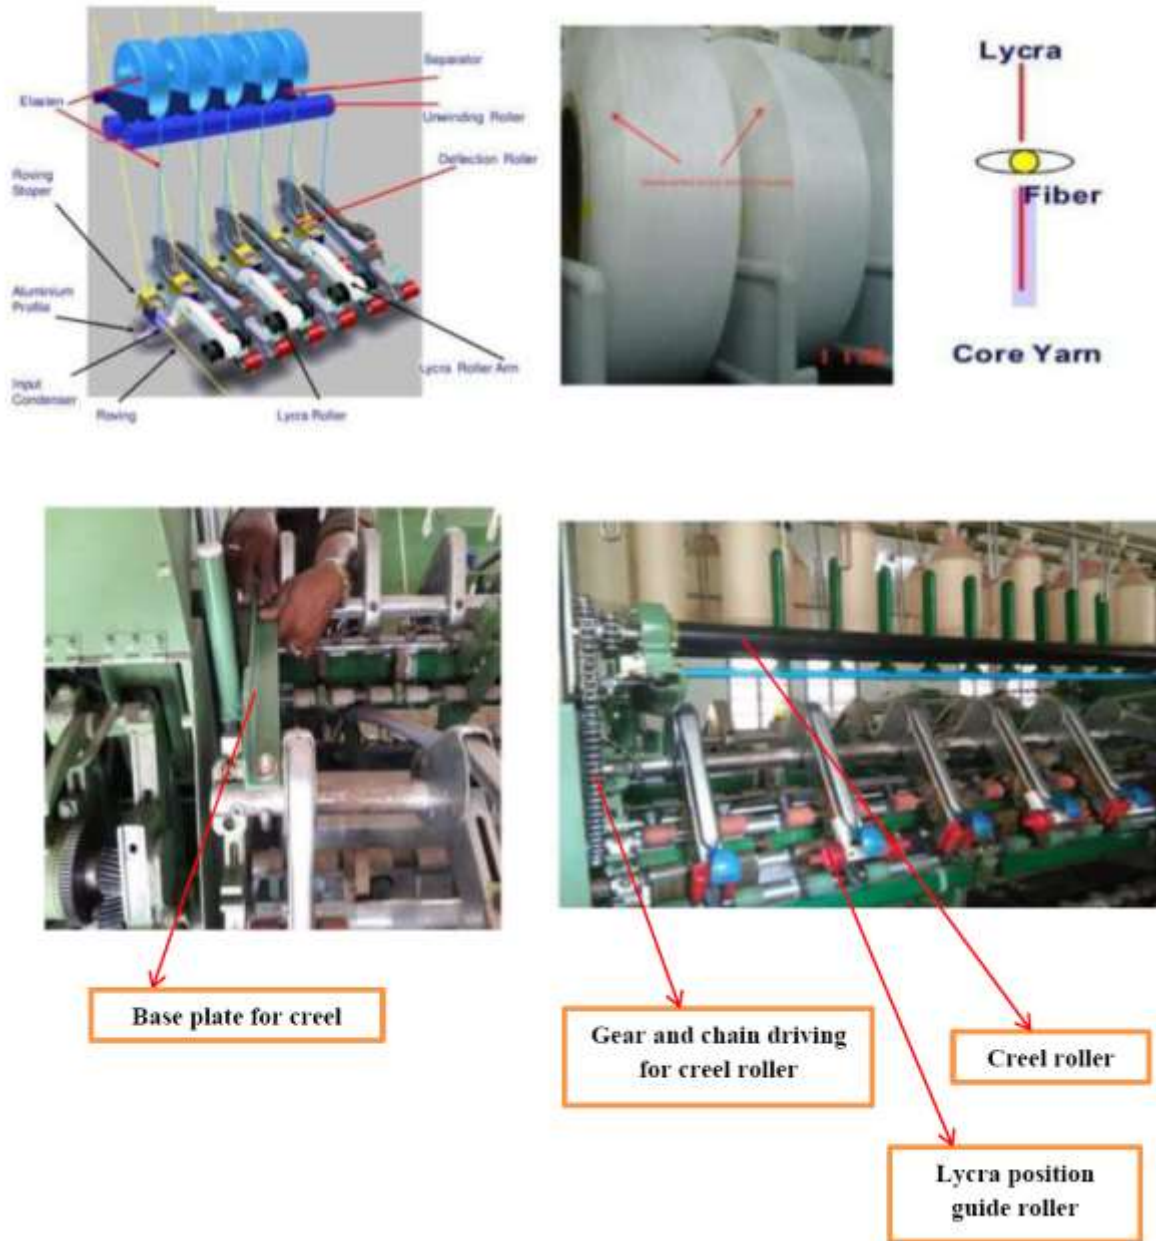 Separator
Elasten
Unwinding Roller
Deflection Roller
Roving
Stoper
Aluminium
Profile
Input
Condenser
Roving
Lycra Roller
Lycra Roller Arm
Lycra
Fiber
Core Yarn
Base plate for creel
Gear and chain driving
for creel roller
Creel roller
Lycra position
guide roller